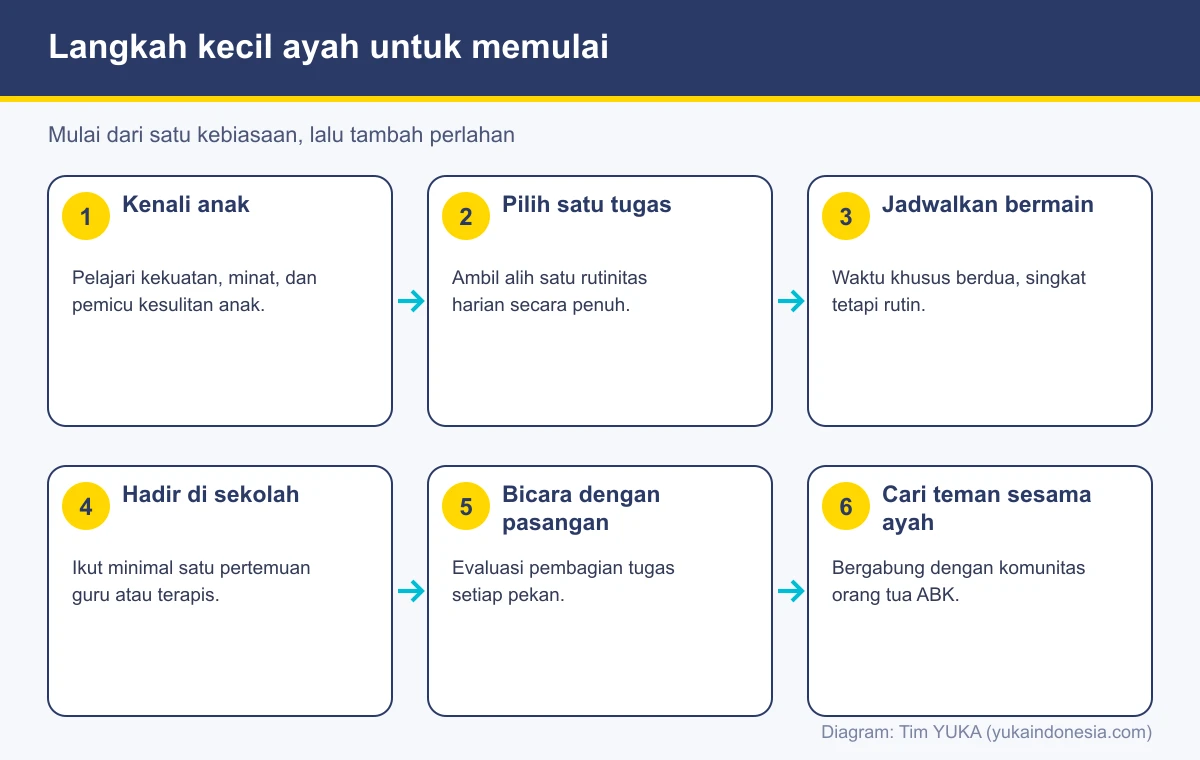 Langkah kecil ayah untuk memulai
Mulai dari satu kebiasaan, lalu tambah perlahan
1
Kenali anak
Pelajari kekuatan, minat, dan
pemicu kesulitan anak.
2
Pilih satu tugas
Ambil alih satu rutinitas
harian secara penuh.
3
Jadwalkan bermain
Waktu khusus berdua, singkat
tetapi rutin.
4
Hadir di sekolah
Ikut minimal satu pertemuan
guru atau terapis.
5
Bicara dengan
pasangan
Evaluasi pembagian tugas
setiap pekan.
6
Cari teman sesama
ayah
Bergabung dengan komunitas
orang tua ABK.
Diagram: Tim YUKA (yukaindonesia.com)